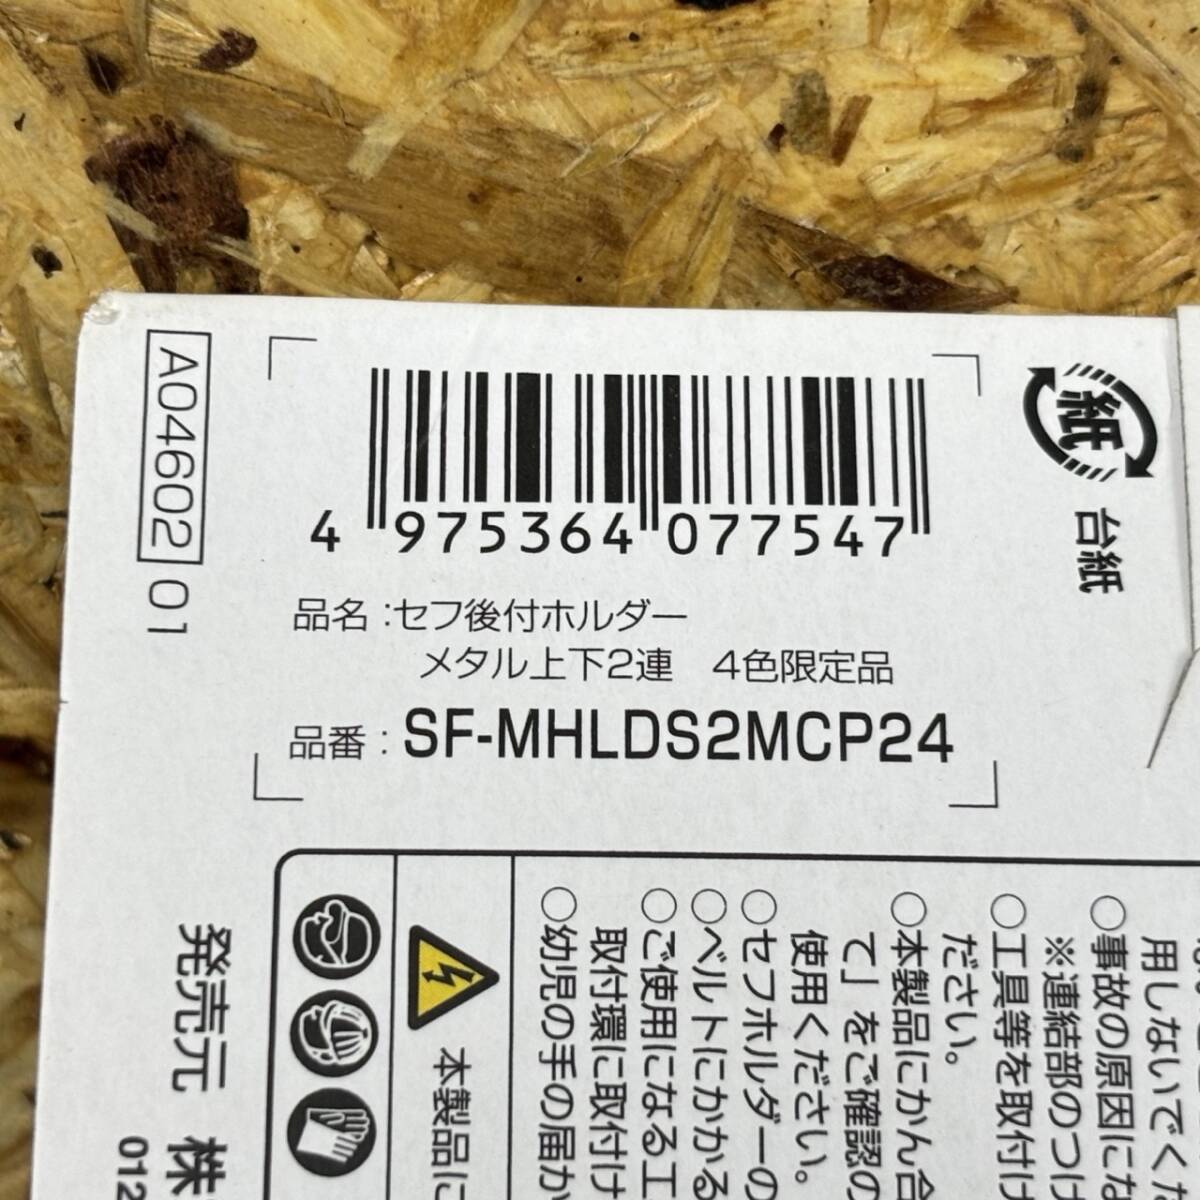 A04602 01
4 975364 077547
品名：セフ後付ホルダー
メタル上下2連　4色限定品
品番：SF-MHLDS2MCP24
紙
台紙
用しないでくだ
○事故の原因にな
※連結部のつけ
○工具等を取付け
ださい。
○本製品にかん合
て」をご確認の
使用ください。
○セフホルダーの
○ベルトにかかる
○ご使用になる工
取付環に取付け
○幼児の手の届か
本製品に
発売元 株
012